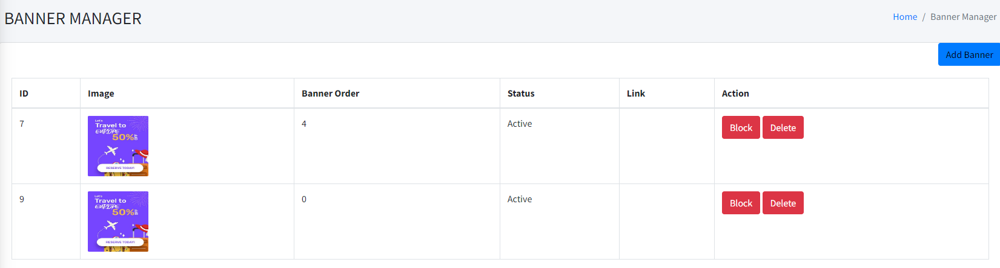 BANNER MANAGER
Home / Banner Manager
Add Banner
ID Image Banner Order Status Link Action
7 4 Active Block Delete
Let's
Travel to
EUROPE
50% OFF
RESERVE TODAY!
9 0 Active Block Delete
Let's
Travel to
EUROPE
50% OFF
RESERVE TODAY!